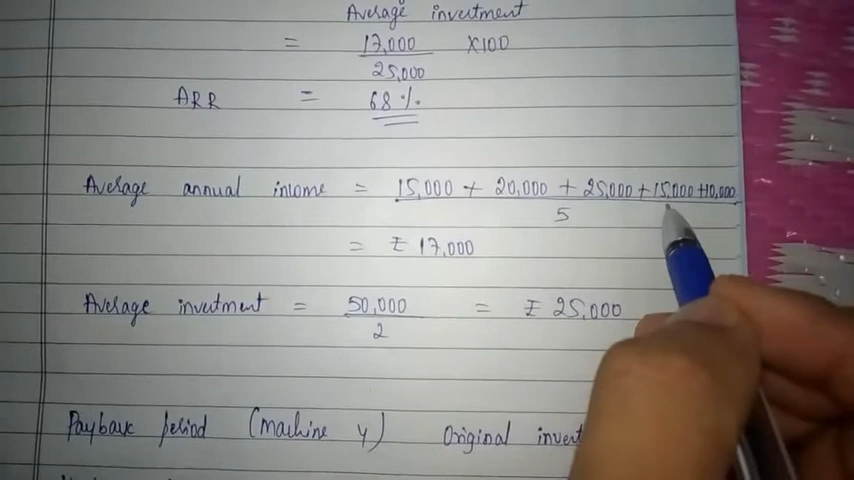 Average investment
= 17,000 X100
25,000
ARR = 68 %.
Average annual income = 15,000 + 20,000 + 25,000 + 15,000 + 10,000
5
= ₹ 17,000
Average investment = 50,000 = ₹ 25,000
2
Payback period (machine y) Original